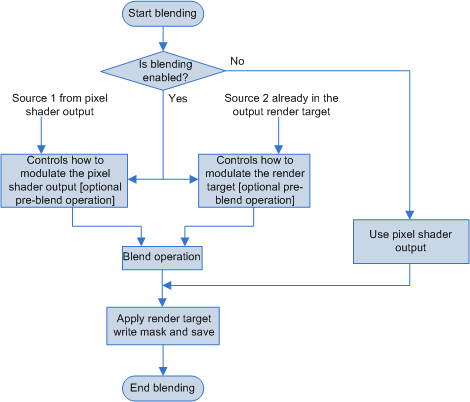 Start blending
Is blending
enabled?
No
Yes
Source 1 from pixel
shader output
Source 2 already in the
output render target
Controls how to
modulate the pixel
shader output [optional
pre-blend operation]
Controls how to
modulate the render
target [optional pre-
blend operation]
Use pixel shader
output
Blend operation
Apply render target
write mask and save
End blending